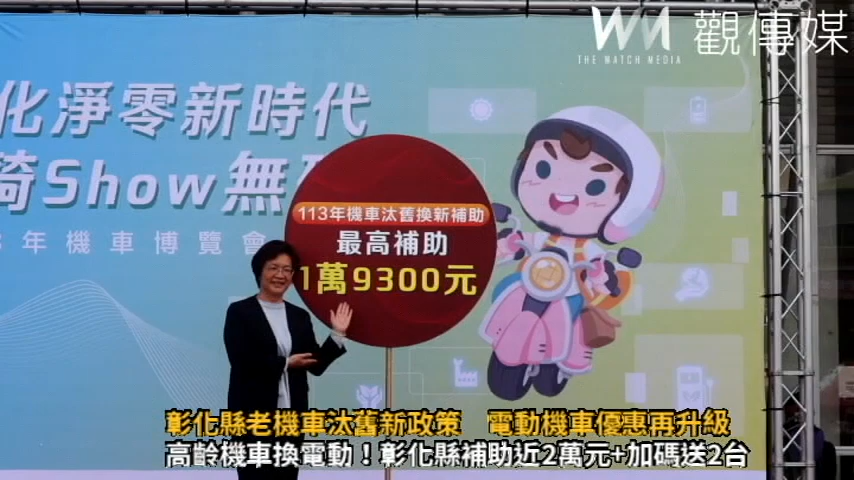 WM 觀傳媒
THE WATCH MEDIA
化淨零新時代
騎Show無
年機車博覽會
113年機車汰舊換新補助
最高補助
1萬9300元
彰化縣老機車汰舊新政策 電動機車優惠再升級
高齡機車換電動！彰化縣補助近2萬元+加碼送2台